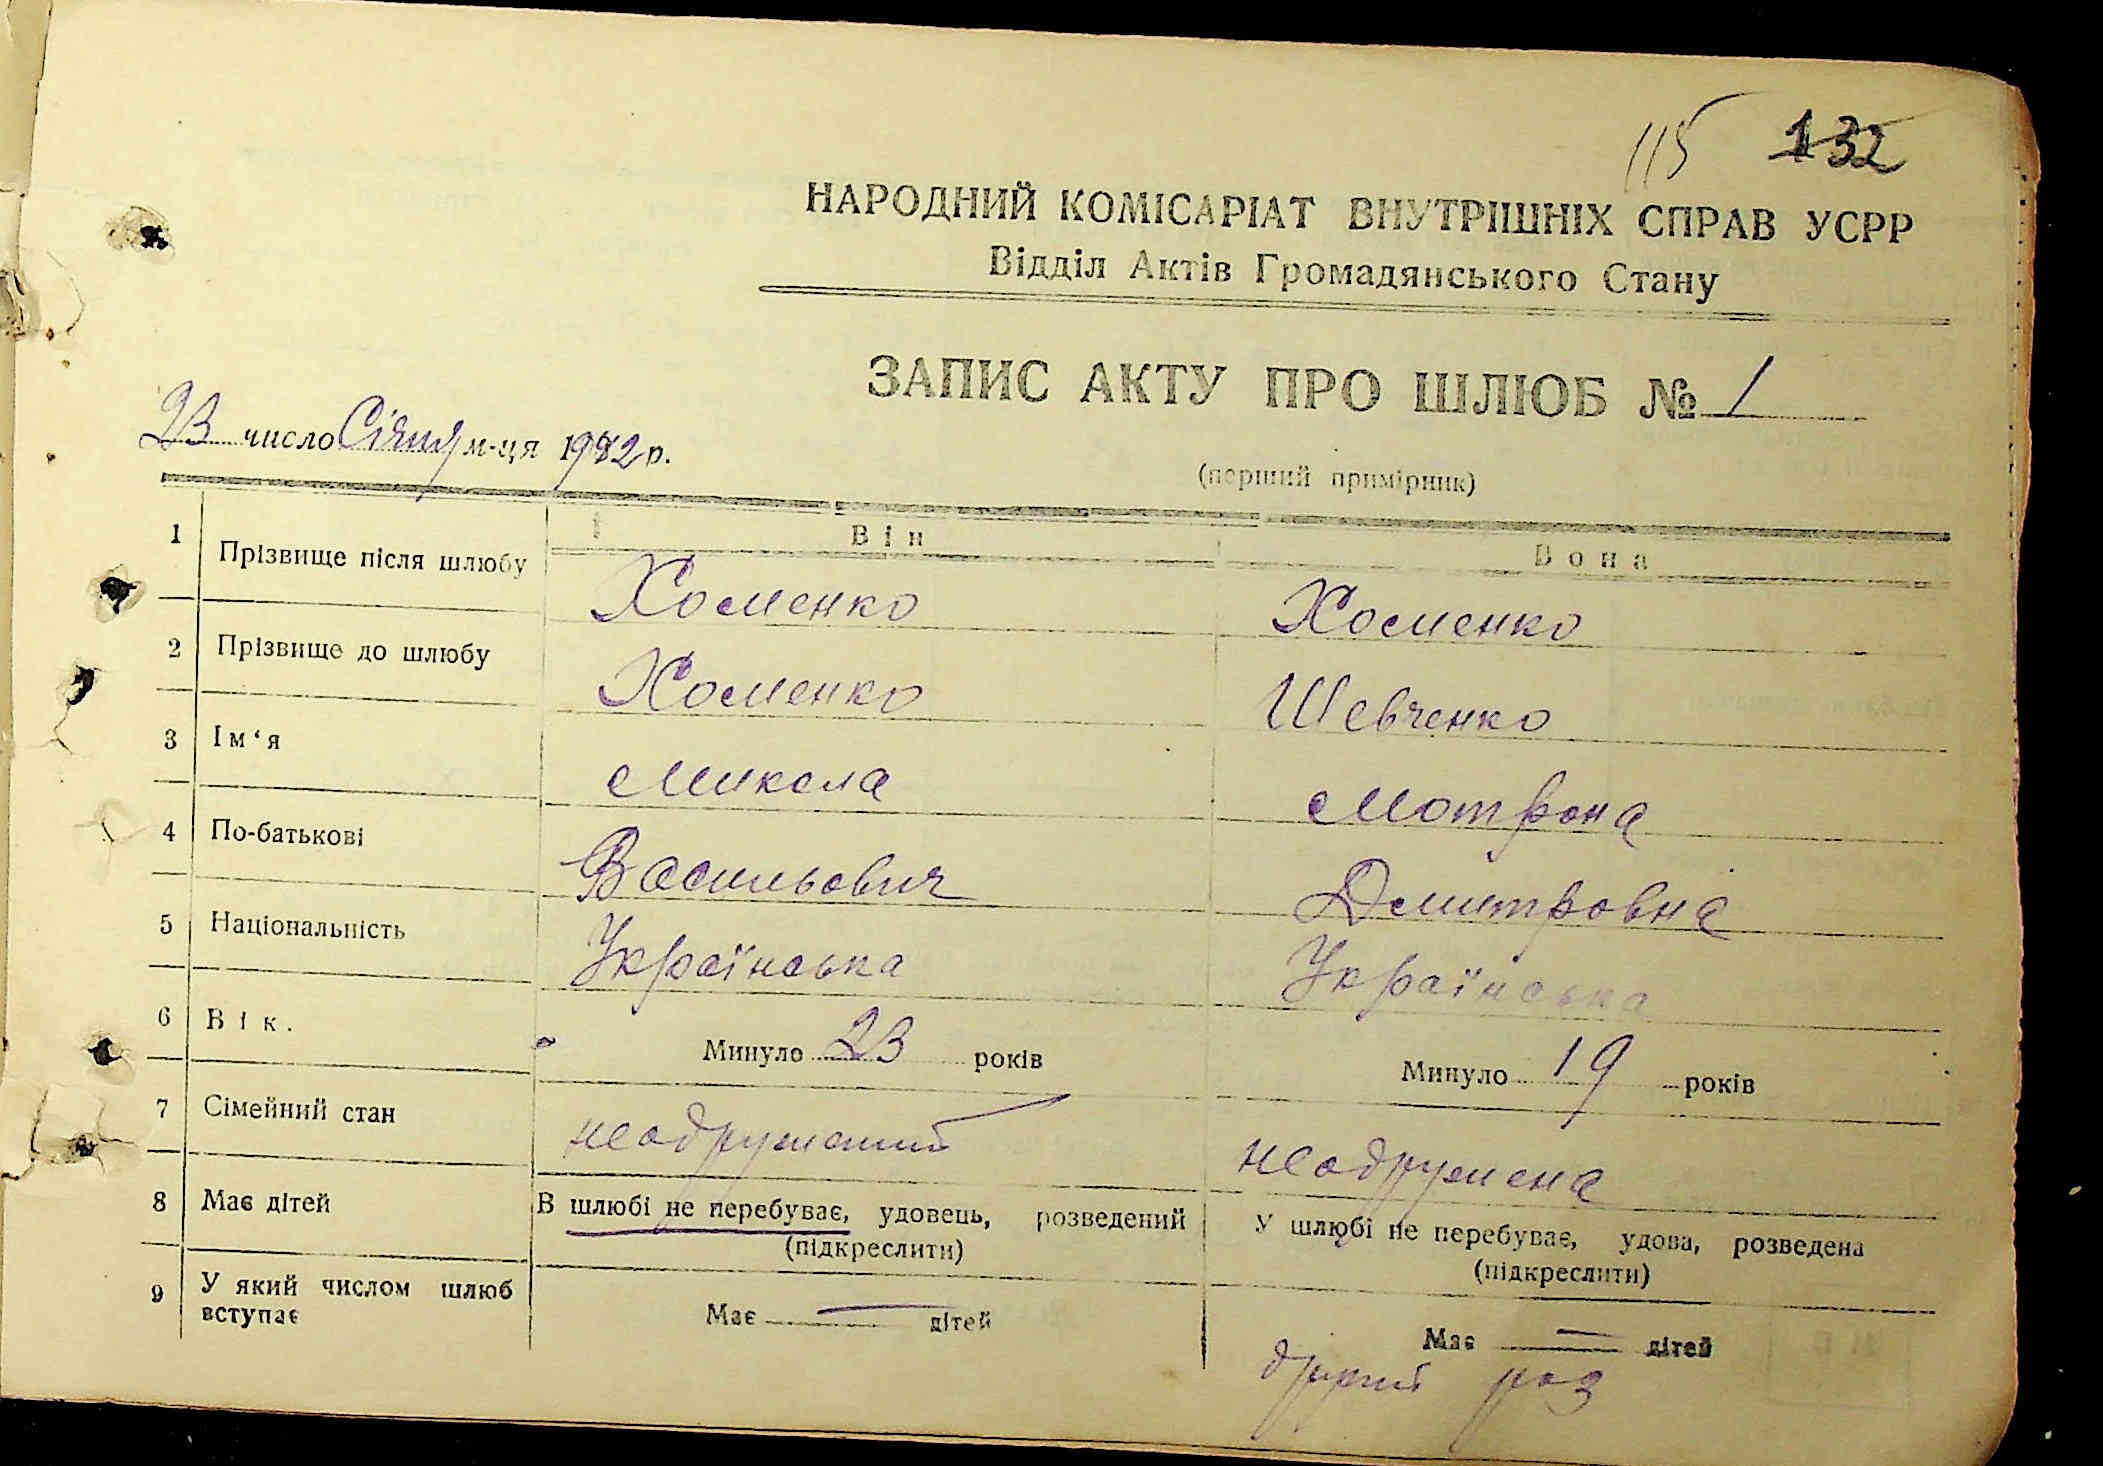 115 132
НАРОДНИЙ КОМІСАРІАТ ВНУТРІШНІХ СПРАВ УСРР
Відділ Актів Громадянського Стану
ЗАПИС АКТУ ПРО ШЛЮБ № 1
23 число Січня м-ця 1932 р.
(перший примірник)
Він Вона
1 Прізвище після шлюбу Хоменко Хоменко
2 Прізвище до шлюбу Хоменко Шевченко
3 Ім‘я Микола Мотрона
4 По-батькові Васильович Дмитровна
5 Національність Українська Українська
6 Вік. Минуло 23 років Минуло 19 років
7 Сімейний стан неодружений неодружена
В шлюбі не перебуває, удовець, розведений У шлюбі не перебуває, удова, розведена
(підкреслити) (підкреслити)
8 Має дітей Має — дітей Має — дітей
9 У який числом шлюб
вступає другий раз